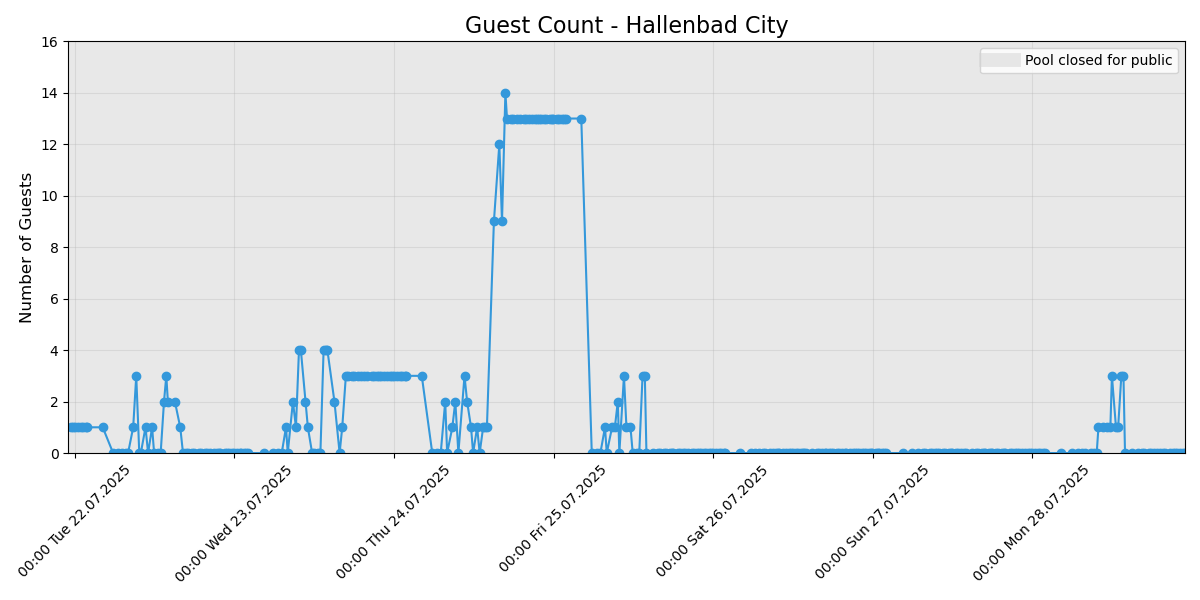 Guest Count - Hallenbad City
Pool closed for public
Number of Guests
16
14
12
10
8
6
4
2
0
00:00 Tue 22.07.2025
00:00 Wed 23.07.2025
00:00 Thu 24.07.2025
00:00 Fri 25.07.2025
00:00 Sat 26.07.2025
00:00 Sun 27.07.2025
00:00 Mon 28.07.2025